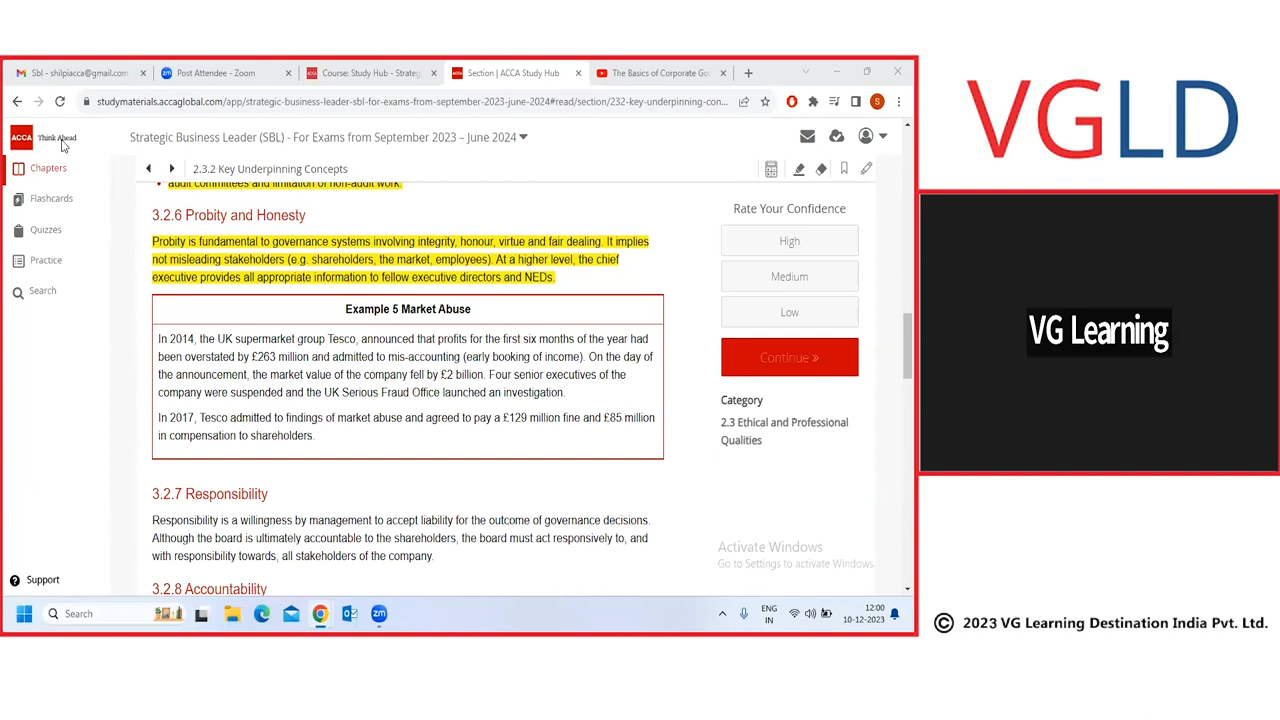 Sbl - shilpiacca@gmail.com
Post Attendee - Zoom
Course: Study Hub - Strateg
Section | ACCA Study Hub
The Basics of Corporate Gov
studymaterials.accaglobal.com/app/strategic-business-leader-sbl-for-exams-from-september-2023-june-2024#read/section/232-key-underpinning-con...
S
ACCA Think Ahead
Strategic Business Leader (SBL) - For Exams from September 2023 – June 2024
Chapters
Flashcards
Quizzes
Practice
Search
Support
2.3.2 Key Underpinning Concepts
audit committees and limitation of non-audit work.
3.2.6 Probity and Honesty
Probity is fundamental to governance systems involving integrity, honour, virtue and fair dealing. It implies
not misleading stakeholders (e.g. shareholders, the market, employees). At a higher level, the chief
executive provides all appropriate information to fellow executive directors and NEDs.
Example 5 Market Abuse
In 2014, the UK supermarket group Tesco, announced that profits for the first six months of the year had
been overstated by £263 million and admitted to mis-accounting (early booking of income). On the day of
the announcement, the market value of the company fell by £2 billion. Four senior executives of the
company were suspended and the UK Serious Fraud Office launched an investigation.
In 2017, Tesco admitted to findings of market abuse and agreed to pay a £129 million fine and £85 million
in compensation to shareholders.
3.2.7 Responsibility
Responsibility is a willingness by management to accept liability for the outcome of governance decisions.
Although the board is ultimately accountable to the shareholders, the board must act responsively to, and
with responsibility towards, all stakeholders of the company.
3.2.8 Accountability
Rate Your Confidence
High
Medium
Low
Continue »
Category
2.3 Ethical and Professional
Qualities
Activate Windows
Go to Settings to activate Windows.
Search
zm
ENG
IN
12:00
10-12-2023
VGLD
VG Learning
© 2023 VG Learning Destination India Pvt. Ltd.